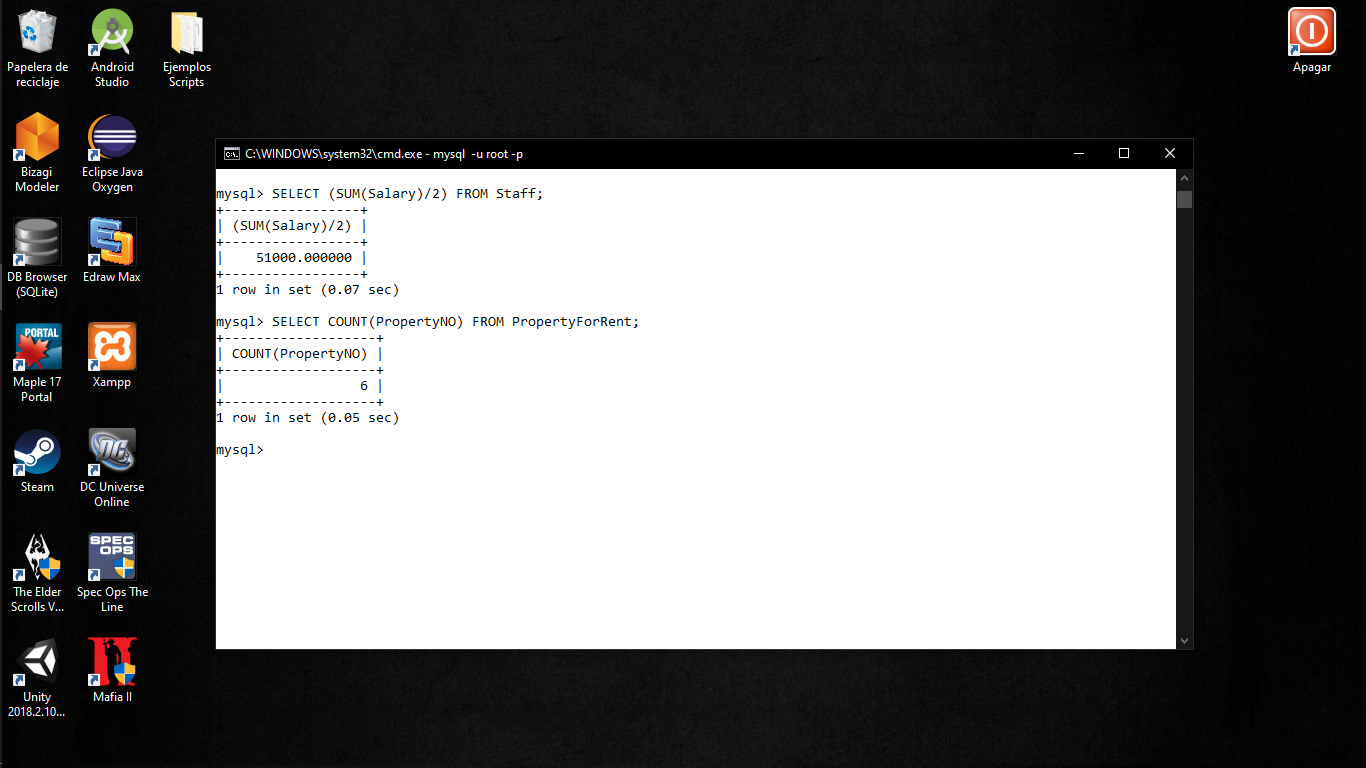 Papelera de
reciclaje
Android
Studio
Ejemplos
Scripts
Apagar
Bizagi
Modeler
Eclipse Java
Oxygen
DB Browser
(SQLite)
Edraw Max
PORTAL
Maple 17
Portal
Xampp
Steam
DC
DC Universe
Online
The Elder
Scrolls V...
SPEC
OPS
Spec Ops The
Line
Unity
2018.2.10...
II
Mafia II
C:\WINDOWS\system32\cmd.exe - mysql  -u root -p
mysql> SELECT (SUM(Salary)/2) FROM Staff;
+-----------------+
| (SUM(Salary)/2) |
+-----------------+
|    51000.000000 |
+-----------------+
1 row in set (0.07 sec)
mysql> SELECT COUNT(PropertyNO) FROM PropertyForRent;
+-------------------+
| COUNT(PropertyNO) |
+-------------------+
|                 6 |
+-------------------+
1 row in set (0.05 sec)
mysql>